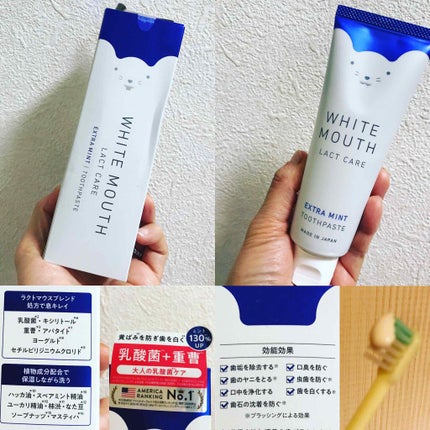 WHITE MOUTH
LACT CARE
EXTRA MINT / TOOTHPASTE
WHITE
MOUTH
LACT CARE
EXTRA MINT
TOOTHPASTE
MADE IN JAPAN
ラクトマウスブレンド
処方で息キレイ
乳酸菌・キシリトール
重曹・アパタイト
ヨーグルト
セチルピリジニウムクロリド
植物成分配合で
保湿しながら洗う
ハッカ油・スペアミント精油
ユーカリ精油・柿渋・なた豆
ソープナッツ・マスティハ
黄ばみを防ぎ歯を白く
ミント
130%
UP
乳酸菌+重曹
大人の乳酸菌ケア
AMERICA
RANKING
No.1
効能効果
歯垢を除去する
口臭を防ぐ
歯のヤニをとる
虫歯を防ぐ
口中を浄化する
歯を白くする
歯石の沈着を防ぐ
※ブラッシングによる効果